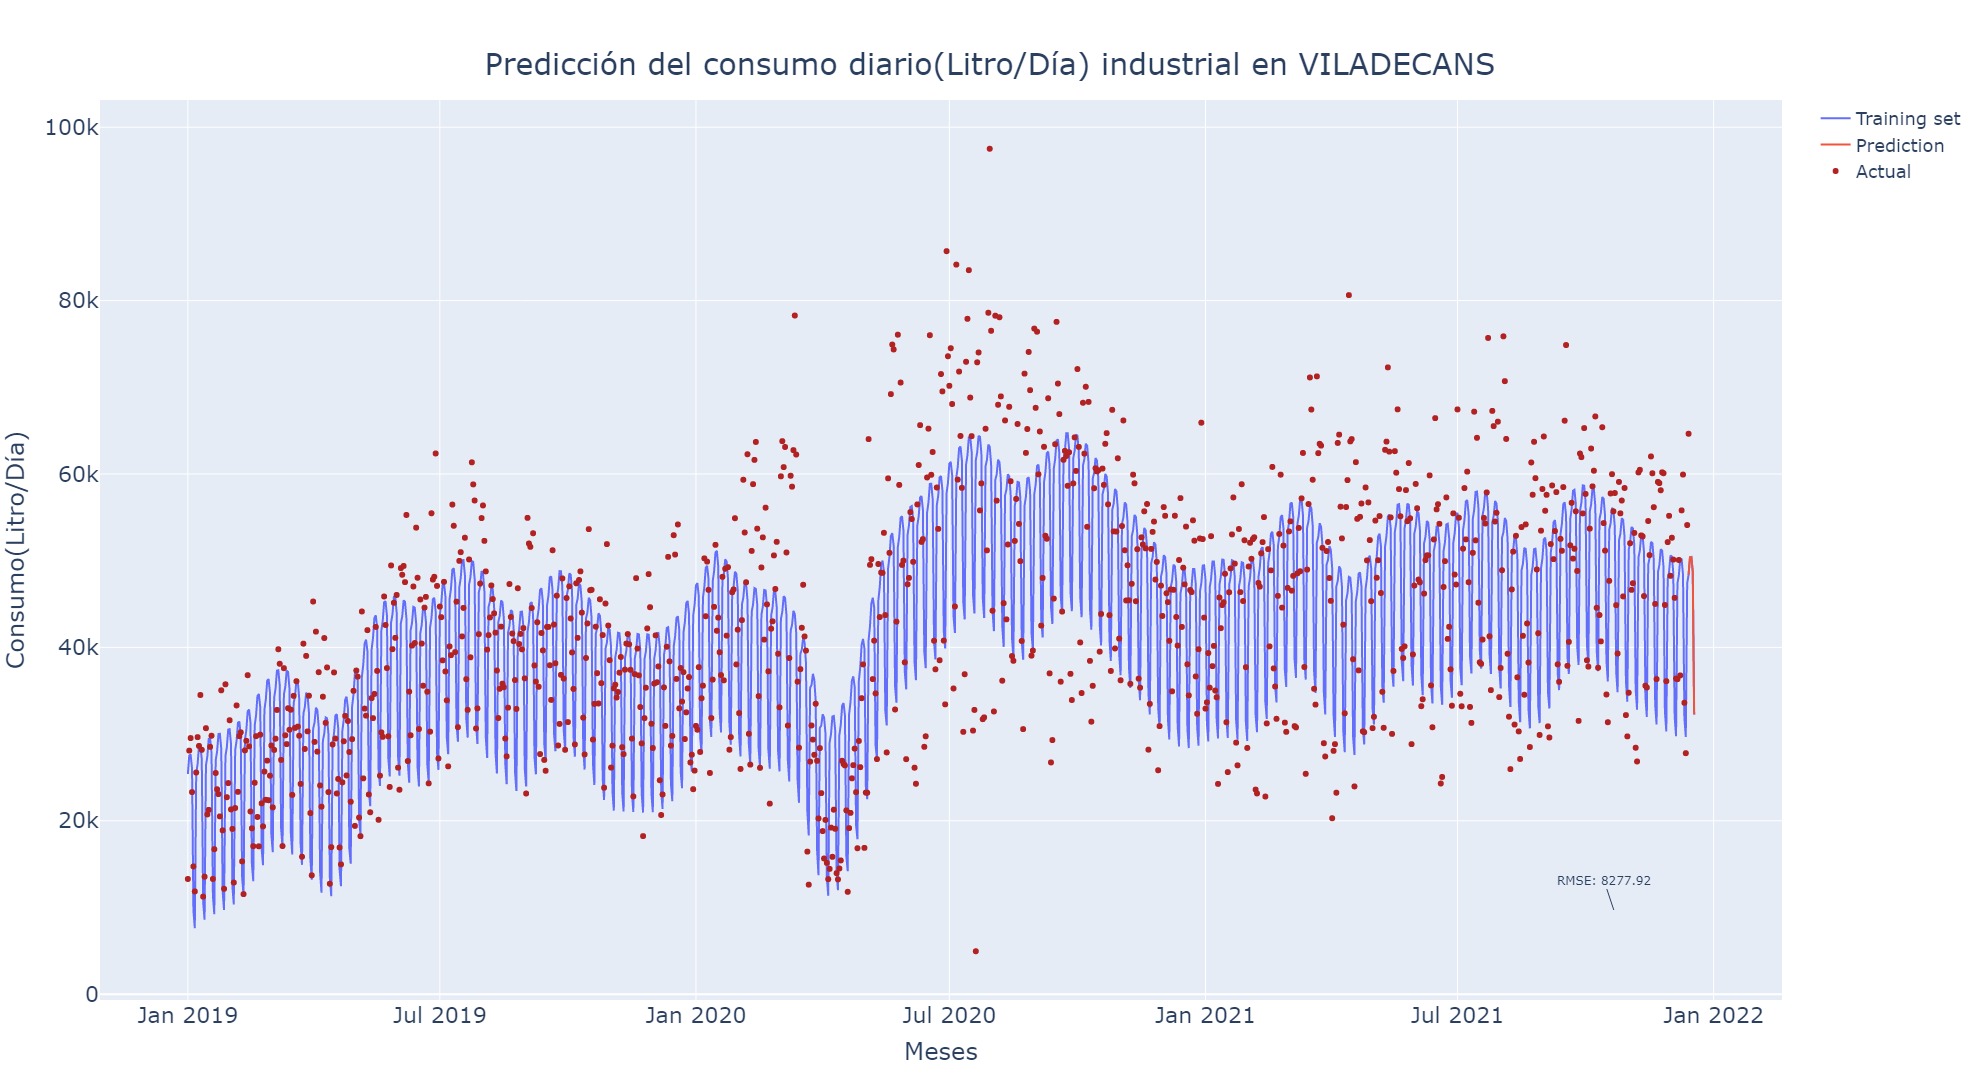 Predicción del consumo diario(Litro/Día) industrial en VILADECANS
Training set
Prediction
Actual
100k
80k
60k
40k
20k
0
Consumo(Litro/Día)
RMSE: 8277.92
Jan 2019
Jul 2019
Jan 2020
Jul 2020
Jan 2021
Jul 2021
Jan 2022
Meses